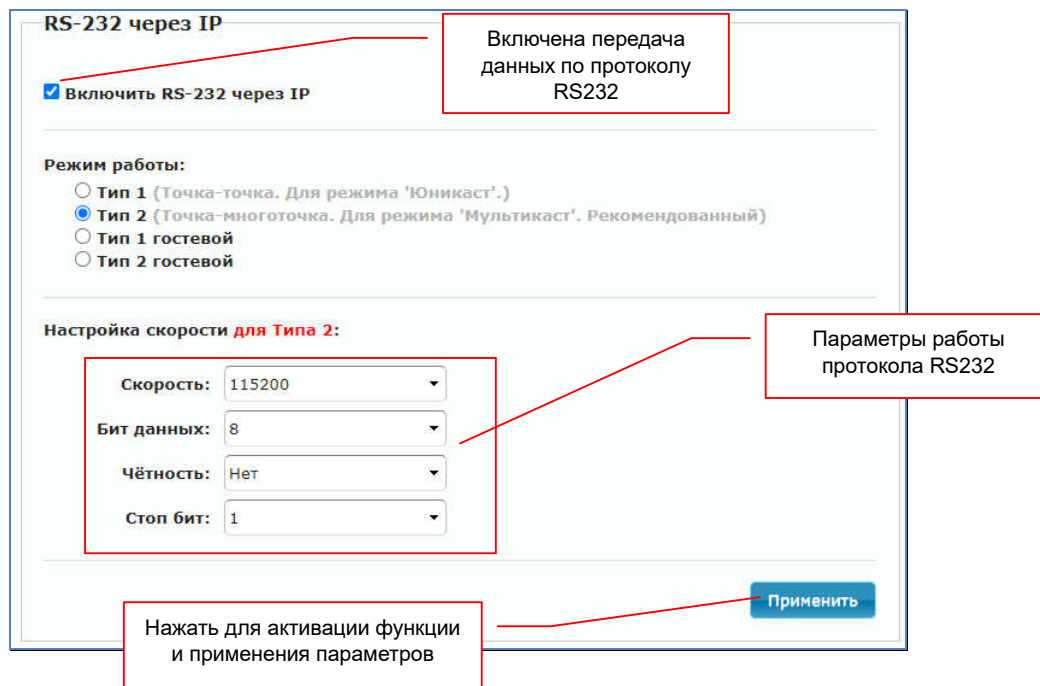 RS-232 через IP
Включена передача
данных по протоколу
RS232
Включить RS-232 через IP
Режим работы:
Тип 1 (Точка-точка. Для режима 'Юникаст'.)
Тип 2 (Точка-многоточка. Для режима 'Мультикаст'. Рекомендованный)
Тип 1 гостевой
Тип 2 гостевой
Настройка скорости для Типа 2:
Параметры работы
протокола RS232
Скорость: 115200
Бит данных: 8
Чётность: Нет
Стоп бит: 1
Применить
Нажать для активации функции
и применения параметров